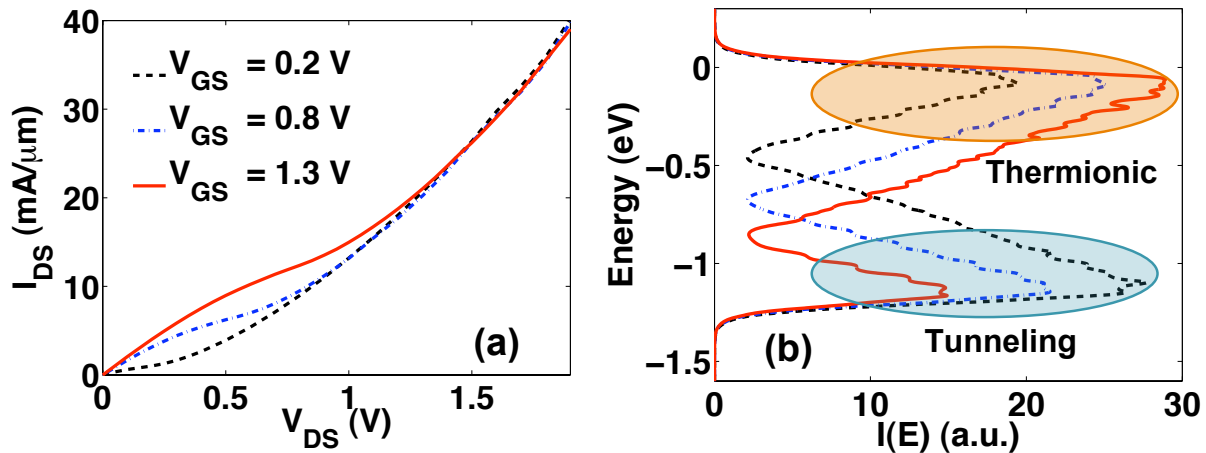 40
30
20
10
0
I_DS (mA/μm)
V_GS = 0.2 V
V_GS = 0.8 V
V_GS = 1.3 V
(a)
0 0.5 1 1.5
V_DS (V)
0
−0.5
−1
−1.5
Energy (eV)
Thermionic
Tunneling
(b)
0 10 20 30
I(E) (a.u.)